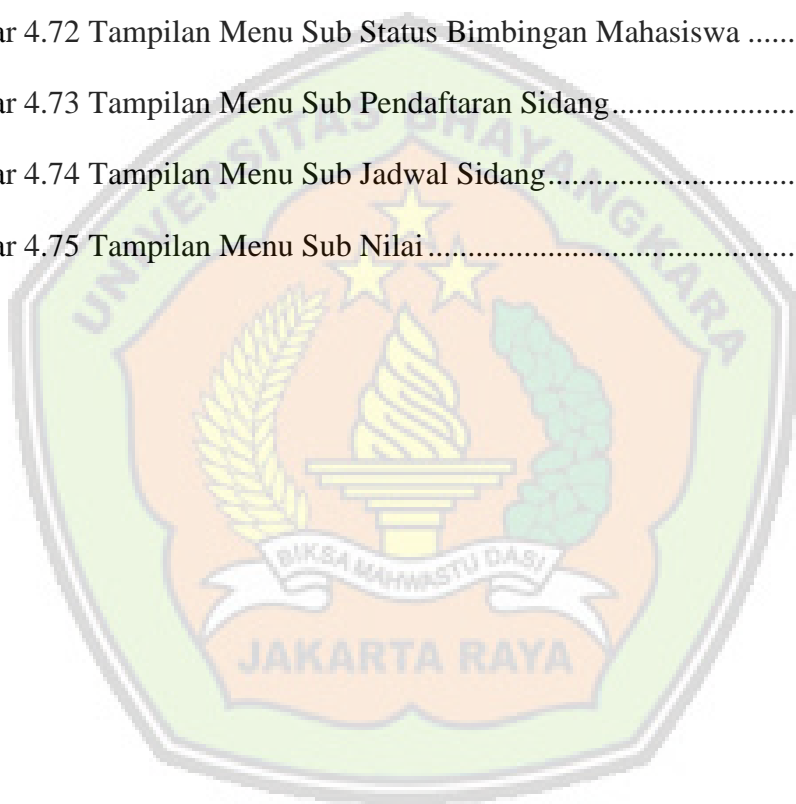 ar 4.72 Tampilan Menu Sub Status Bimbingan Mahasiswa ......
ar 4.73 Tampilan Menu Sub Pendaftaran Sidang.......................
ar 4.74 Tampilan Menu Sub Jadwal Sidang...............................
ar 4.75 Tampilan Menu Sub Nilai..............................................
UNIVERSITAS BHAYANGKARA
BIKSA MAHWASTU DASI
JAKARTA RAYA